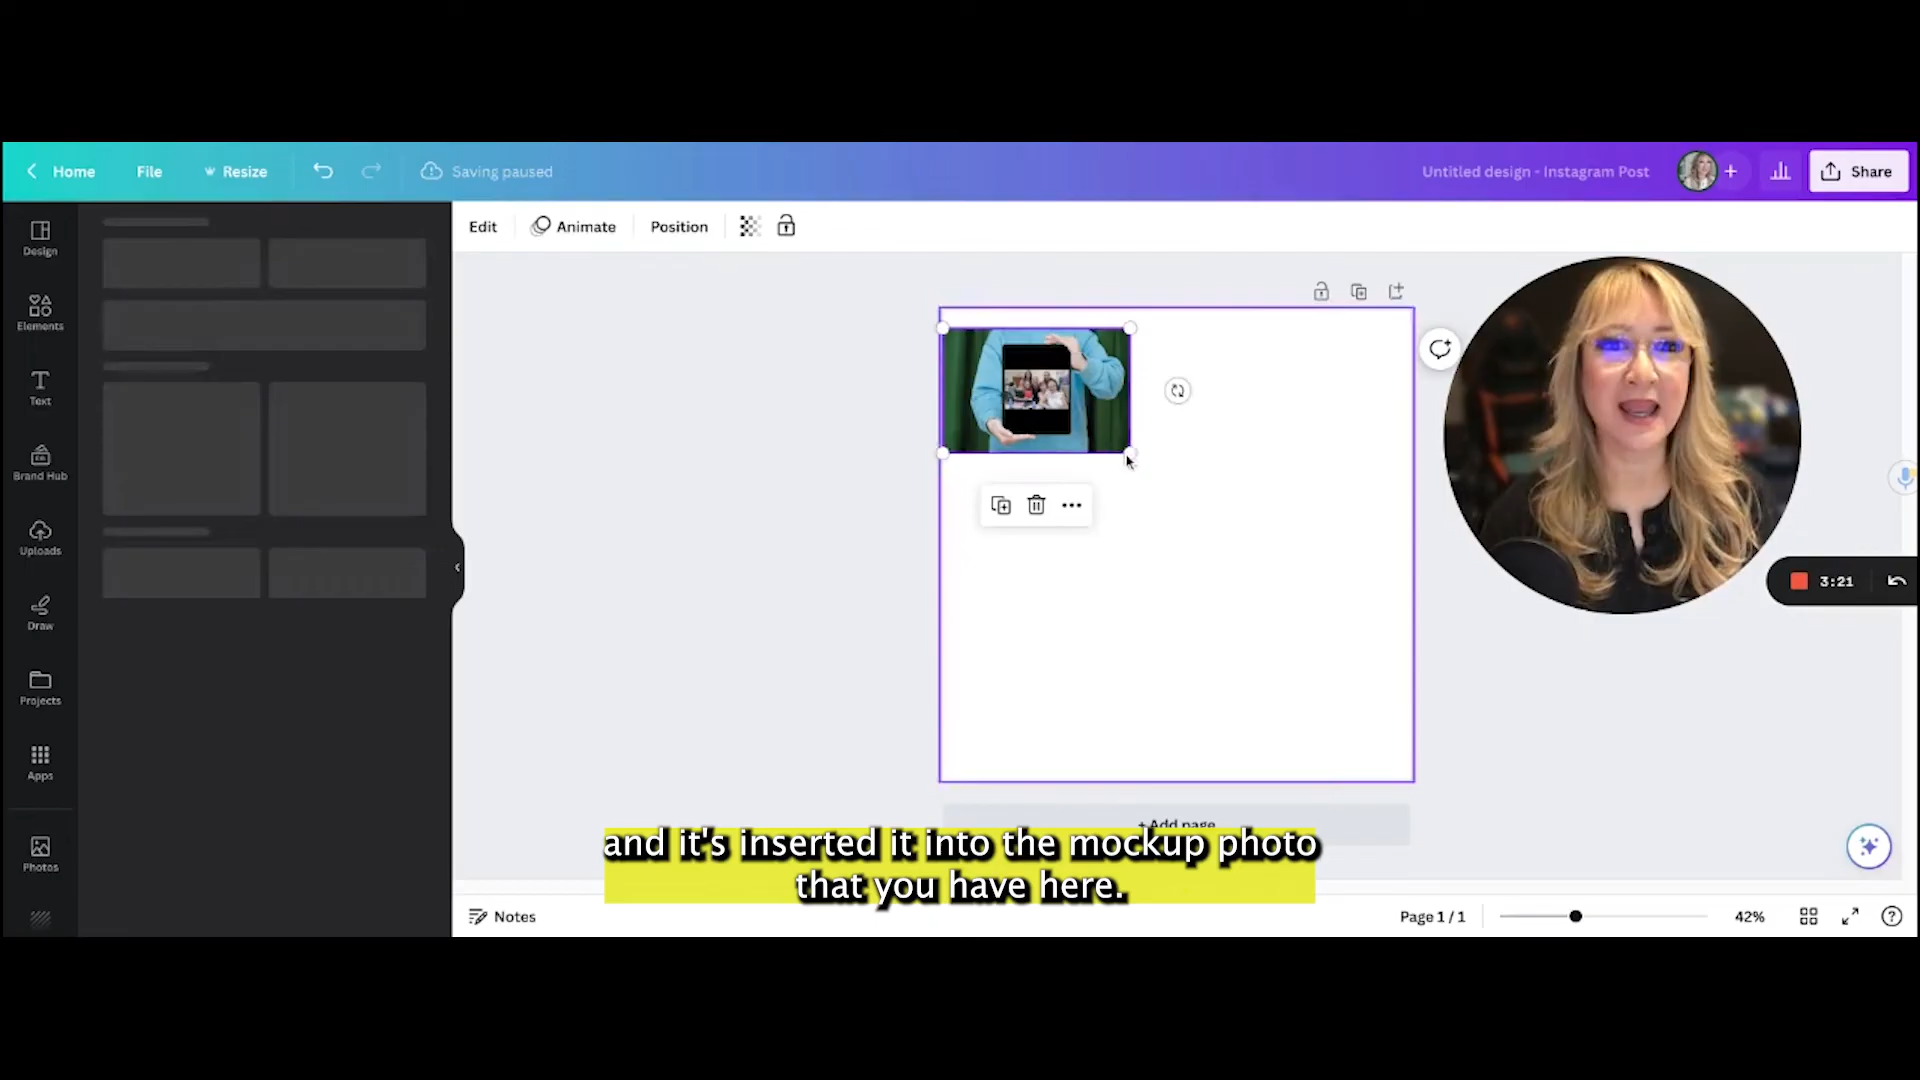 Home File Resize Saving paused Untitled design - Instagram Post Share
Edit Animate Position
Design
Elements
Text
Brand Hub
Uploads
Draw
Projects
Apps
Photos
3:21
+ Add page
and it's inserted it into the mockup photo
that you have here.
Notes Page 1 / 1 42%